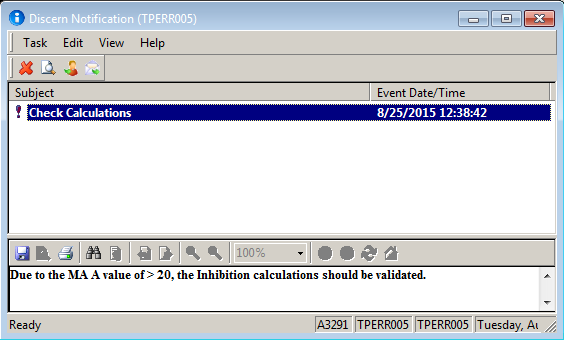 Discern Notification (TPERR005)
Task Edit View Help
Subject Event Date/Time
Check Calculations 8/25/2015 12:38:42
100%
Due to the MA A value of > 20, the Inhibition calculations should be validated.
Ready A3291 TPERR005 TPERR005 Tuesday, Au